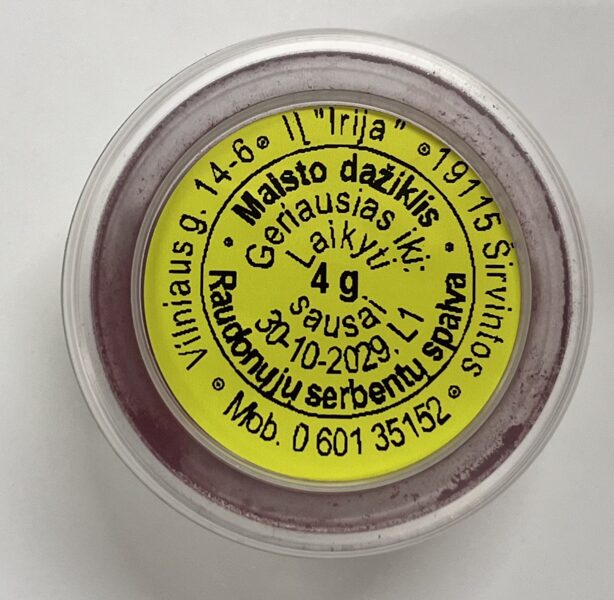 IĮ "Irija"
19115 Širvintos
Mob. 0 601 35152
Vilniaus g. 14-6
Maisto dažiklis
Geriausias iki:
Laikyti
4 g
sausai
30-10-2029. L1
Raudonųjų serbentų spalva